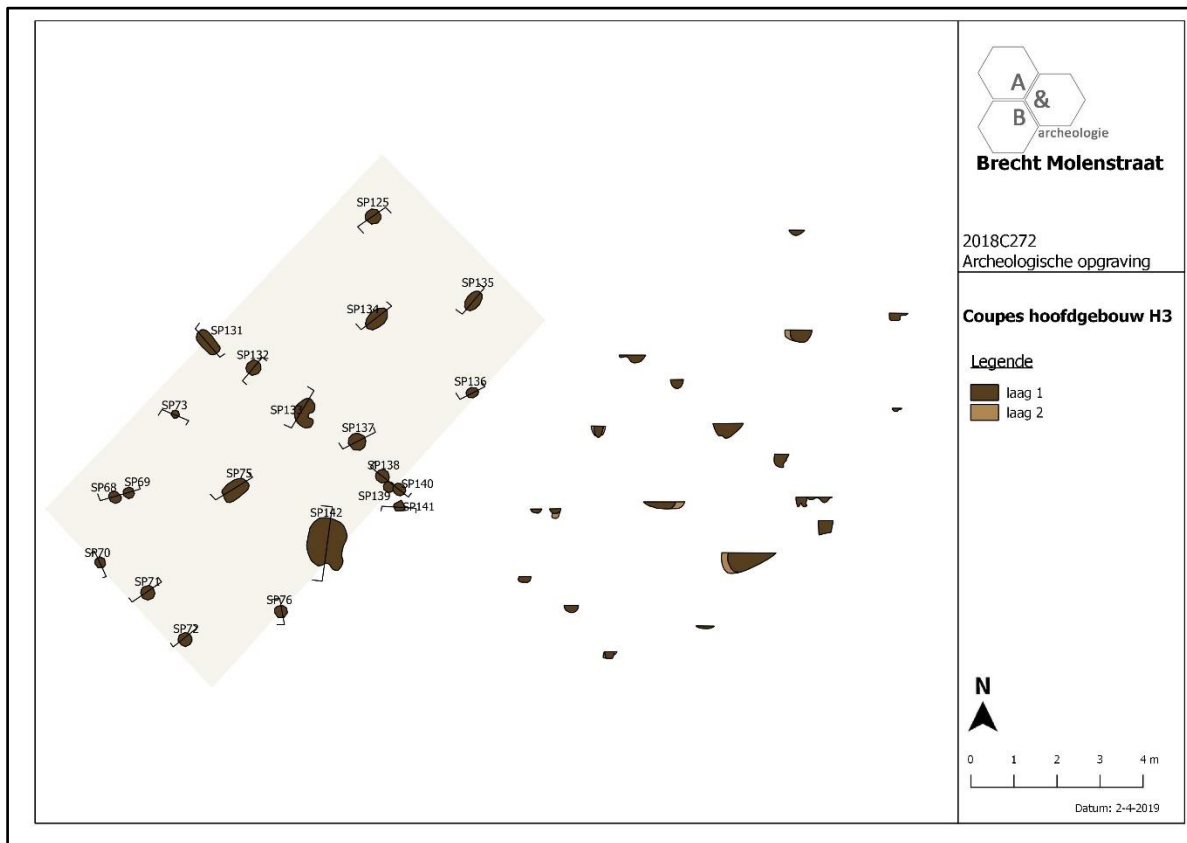 SP125
SP135
SP134
SP131
SP132
SP136
SP73
SP133
SP137
SP138
SP75
SP69
SP68
SP140
SP139
SP141
SP142
SP70
SP71
SP76
SP72
A
&
B
archeologie
Brecht Molenstraat
2018C272
Archeologische opgraving
Coupes hoofdgebouw H3
Legende
laag 1
laag 2
N
0 1 2 3 4 m
Datum: 2-4-2019